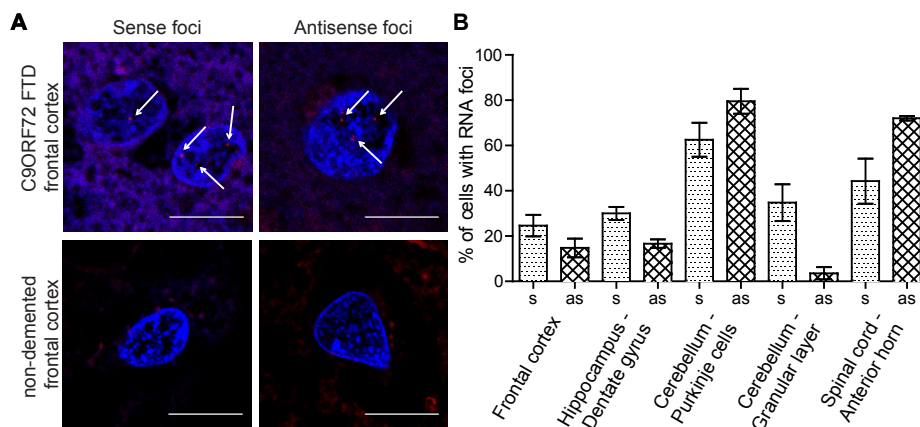 A
Sense foci
Antisense foci
C9ORF72 FTD
frontal cortex
non-demented
frontal cortex
B
% of cells with RNA foci
100
80
60
40
20
0
s
as
s
as
s
as
s
as
s
as
Frontal cortex
Hippocampus -
Dentate gyrus
Cerebellum -
Purkinje cells
Cerebellum -
Granular layer
Spinal cord -
Anterior horn